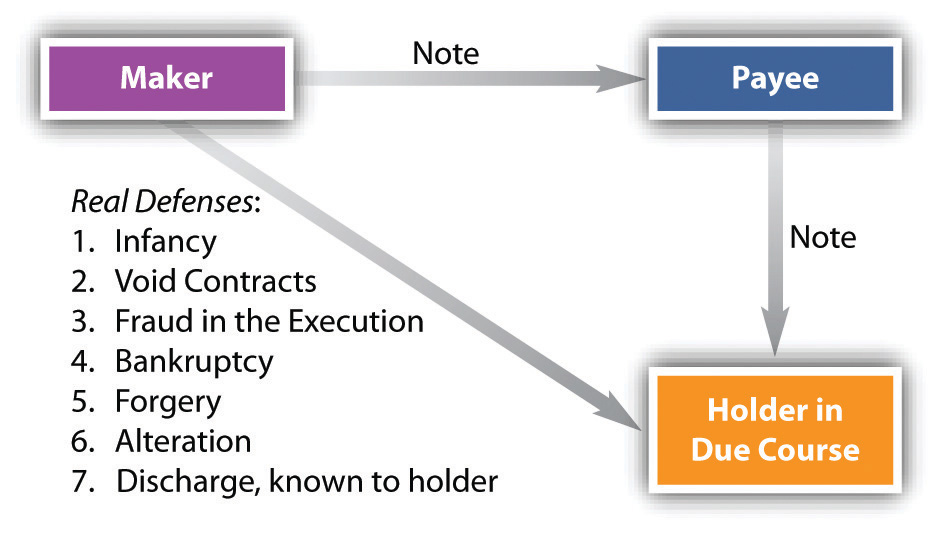 Maker
Note
Payee
Real Defenses:
1. Infancy
2. Void Contracts
3. Fraud in the Execution
4. Bankruptcy
5. Forgery
6. Alteration
7. Discharge, known to holder
Note
Holder in
Due Course